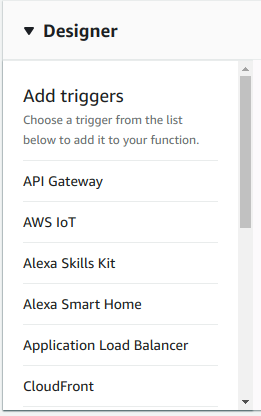 Designer
Add triggers
Choose a trigger from the list
below to add it to your function.
API Gateway
AWS IoT
Alexa Skills Kit
Alexa Smart Home
Application Load Balancer
CloudFront